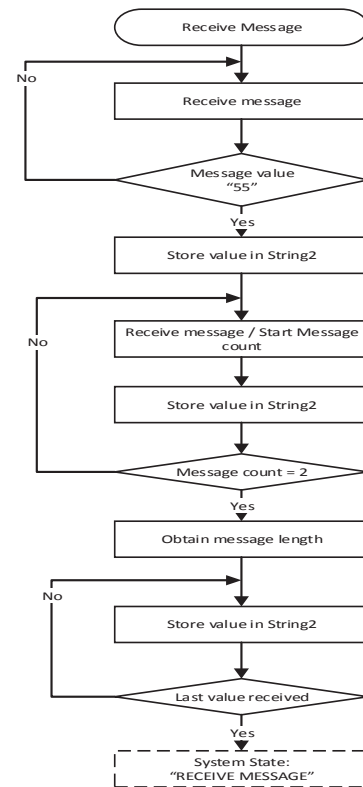 Receive Message
No
Receive message
Message value
“55”
Yes
Store value in String2
No
Receive message / Start Message
count
Store value in String2
Message count = 2
Yes
Obtain message length
No
Store value in String2
Last value received
Yes
System State:
“RECEIVE MESSAGE”